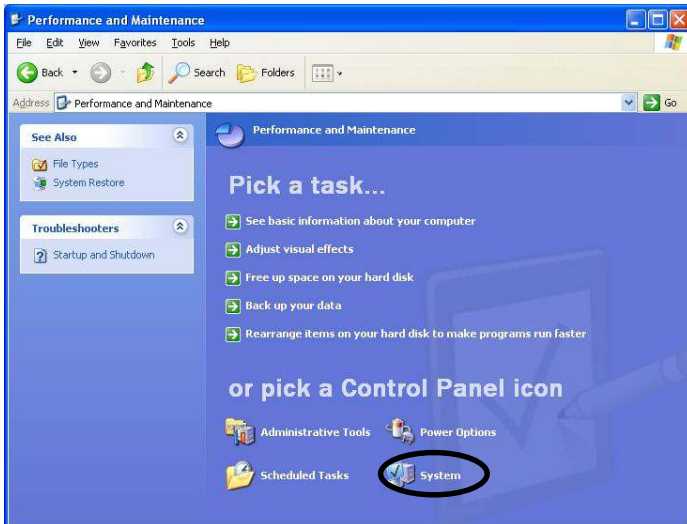 Performance and Maintenance
File Edit View Favorites Tools Help
Back Search Folders
Address Performance and Maintenance Go
See Also
File Types
System Restore
Troubleshooters
Startup and Shutdown
Performance and Maintenance
Pick a task...
See basic information about your computer
Adjust visual effects
Free up space on your hard disk
Back up your data
Rearrange items on your hard disk to make programs run faster
or pick a Control Panel icon
Administrative Tools Power Options
Scheduled Tasks System